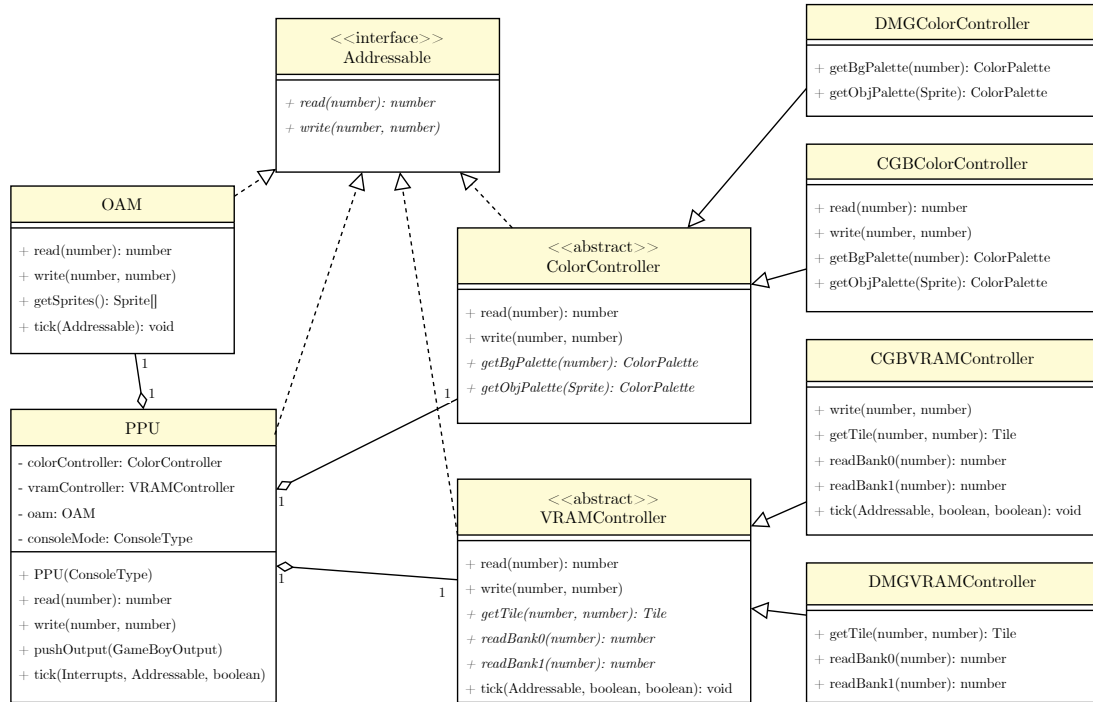 <<interface>>
Addressable
+ read(number): number
+ write(number, number)
OAM
+ read(number): number
+ write(number, number)
+ getSprites(): Sprite[]
+ tick(Addressable): void
1
1
PPU
- colorController: ColorController
- vramController: VRAMController
- oam: OAM
- consoleMode: ConsoleType
+ PPU(ConsoleType)
+ read(number): number
+ write(number, number)
+ pushOutput(GameBoyOutput)
+ tick(Interrupts, Addressable, boolean)
1
1
<<abstract>>
ColorController
+ read(number): number
+ write(number, number)
+ getBgPalette(number): ColorPalette
+ getObjPalette(Sprite): ColorPalette
1
<<abstract>>
VRAMController
+ read(number): number
+ write(number, number)
+ getTile(number, number): Tile
+ readBank0(number): number
+ readBank1(number): number
+ tick(Addressable, boolean, boolean): void
1
DMGColorController
+ getBgPalette(number): ColorPalette
+ getObjPalette(Sprite): ColorPalette
CGBColorController
+ read(number): number
+ write(number, number)
+ getBgPalette(number): ColorPalette
+ getObjPalette(Sprite): ColorPalette
CGBVRAMController
+ write(number, number)
+ getTile(number, number): Tile
+ readBank0(number): number
+ readBank1(number): number
+ tick(Addressable, boolean, boolean): void
DMGVRAMController
+ getTile(number, number): Tile
+ readBank0(number): number
+ readBank1(number): number